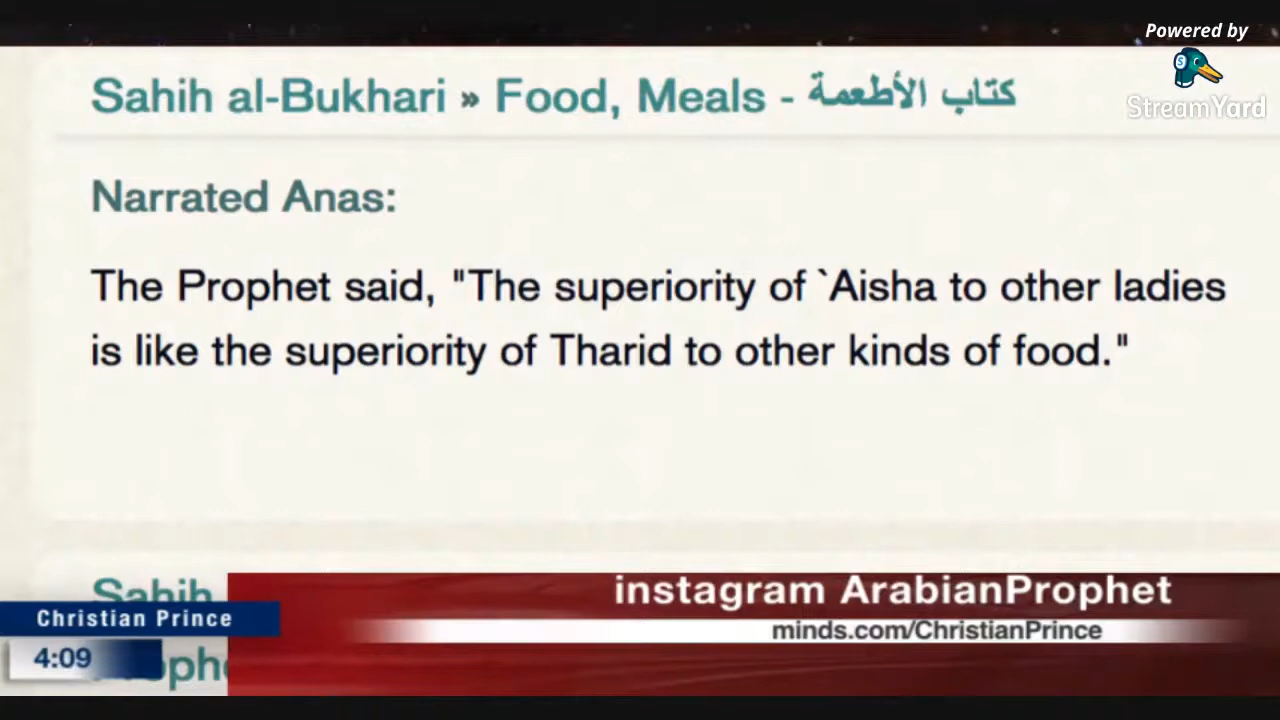 Powered by
StreamYard
Sahih al-Bukhari » Food, Meals - كتاب الأطعمة
Narrated Anas:
The Prophet said, "The superiority of `Aisha to other ladies
is like the superiority of Tharid to other kinds of food."
Sahih
instagram ArabianProphet
Christian Prince
minds.com/ChristianPrince
4:09